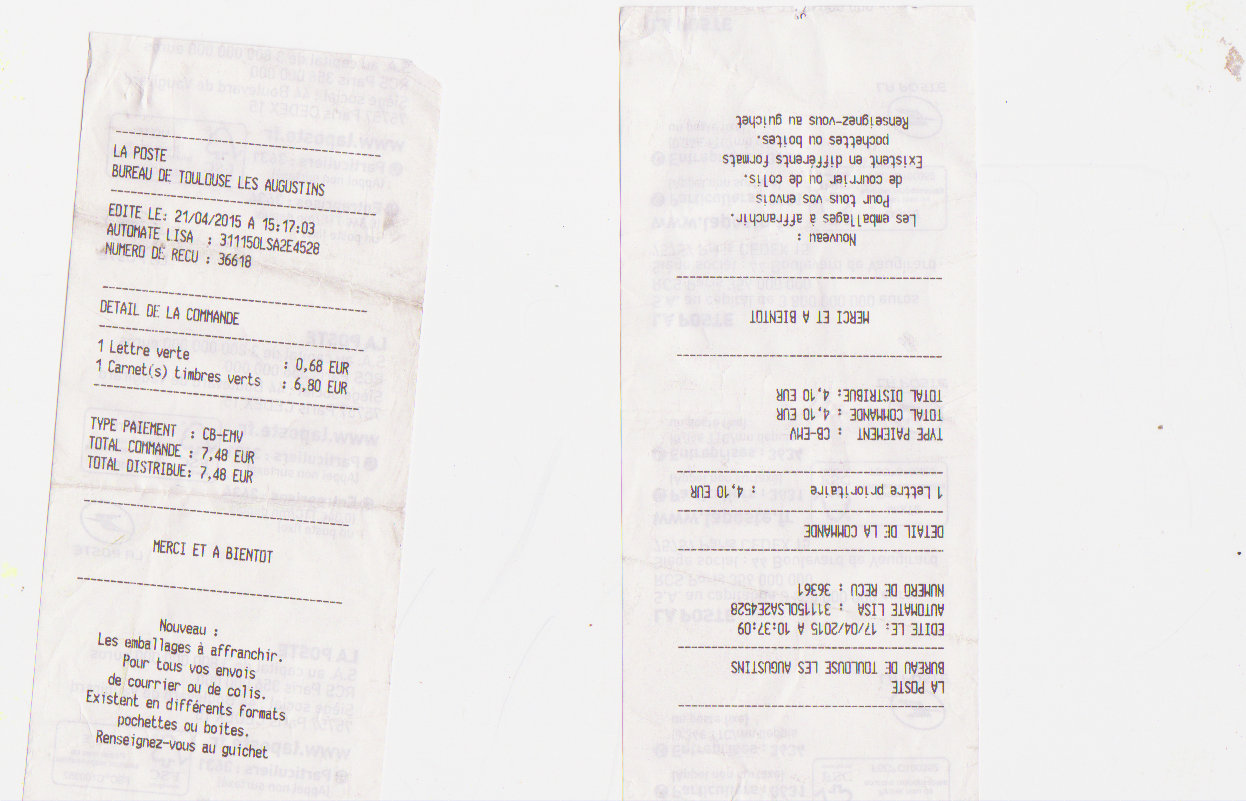 LA POSTE
BUREAU DE TOULOUSE LES AUGUSTINS
EDITE LE: 21/04/2015 A 15:17:03
AUTOMATE LISA : 311150LSA2E4528
NUMERO DE RECU : 36618
DETAIL DE LA COMMANDE
1 Lettre verte : 0,68 EUR
1 Carnet(s) timbres verts : 6,80 EUR
TYPE PAIEMENT : CB-EMV
TOTAL COMMANDE : 7,48 EUR
TOTAL DISTRIBUE: 7,48 EUR
MERCI ET A BIENTOT
Nouveau :
Les emballages à affranchir.
Pour tous vos envois
de courrier ou de colis.
Existent en différents formats
pochettes ou boites.
Renseignez-vous au guichet
LA POSTE
BUREAU DE TOULOUSE LES AUGUSTINS
EDITE LE: 17/04/2015 A 10:37:09
AUTOMATE LISA : 311150LSA2E4528
NUMERO DE RECU : 36361
DETAIL DE LA COMMANDE
1 Lettre prioritaire : 4,10 EUR
TYPE PAIEMENT : CB-EMV
TOTAL COMMANDE : 4,10 EUR
TOTAL DISTRIBUE: 4,10 EUR
MERCI ET A BIENTOT
Nouveau :
Les emballages à affranchir.
Pour tous vos envois
de courrier ou de colis.
Existent en différents formats
pochettes ou boites.
Renseignez-vous au guichet